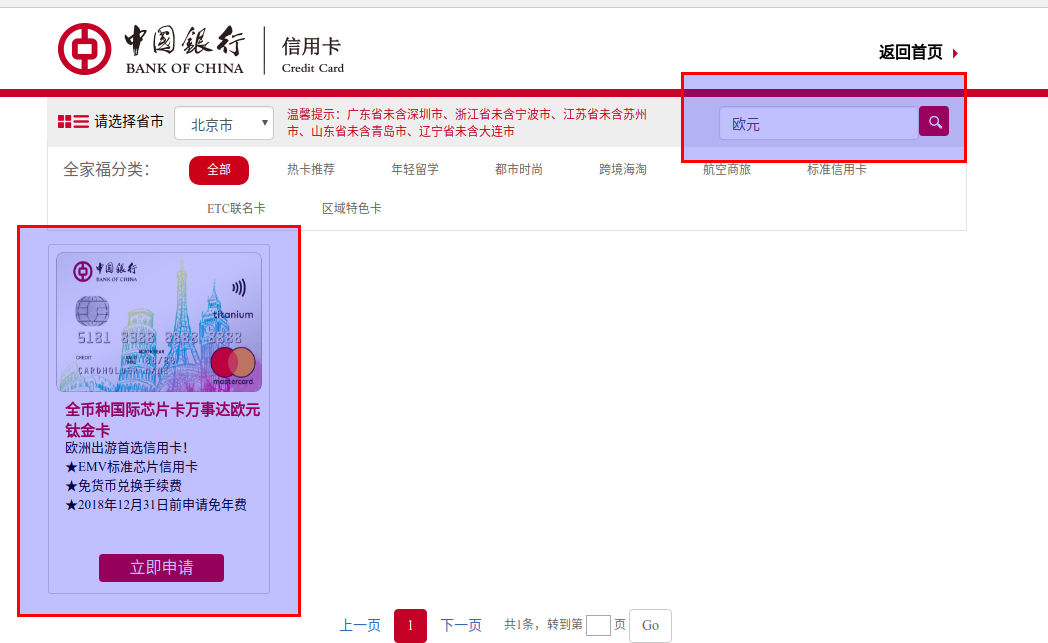 中国银行
BANK OF CHINA
信用卡
Credit Card
返回首页
请选择省市
北京市
温馨提示：广东省未含深圳市、浙江省未含宁波市、江苏省未含苏州
市、山东省未含青岛市、辽宁省未含大连市
欧元
全家福分类：
全部
热卡推荐
年轻留学
都市时尚
跨境海淘
航空商旅
标准信用卡
ETC联名卡
区域特色卡
中国银行
BANK OF CHINA
titanium
5181 8888 8888 8888
CREDIT
MONTH/YEAR
CARDHOLDER NAME
mastercard
全币种国际芯片卡万事达欧元
钛金卡
欧洲出游首选信用卡！
★EMV标准芯片信用卡
★免货币兑换手续费
★2018年12月31日前申请免年费
立即申请
上一页 1 下一页 共1条，转到第 页 Go